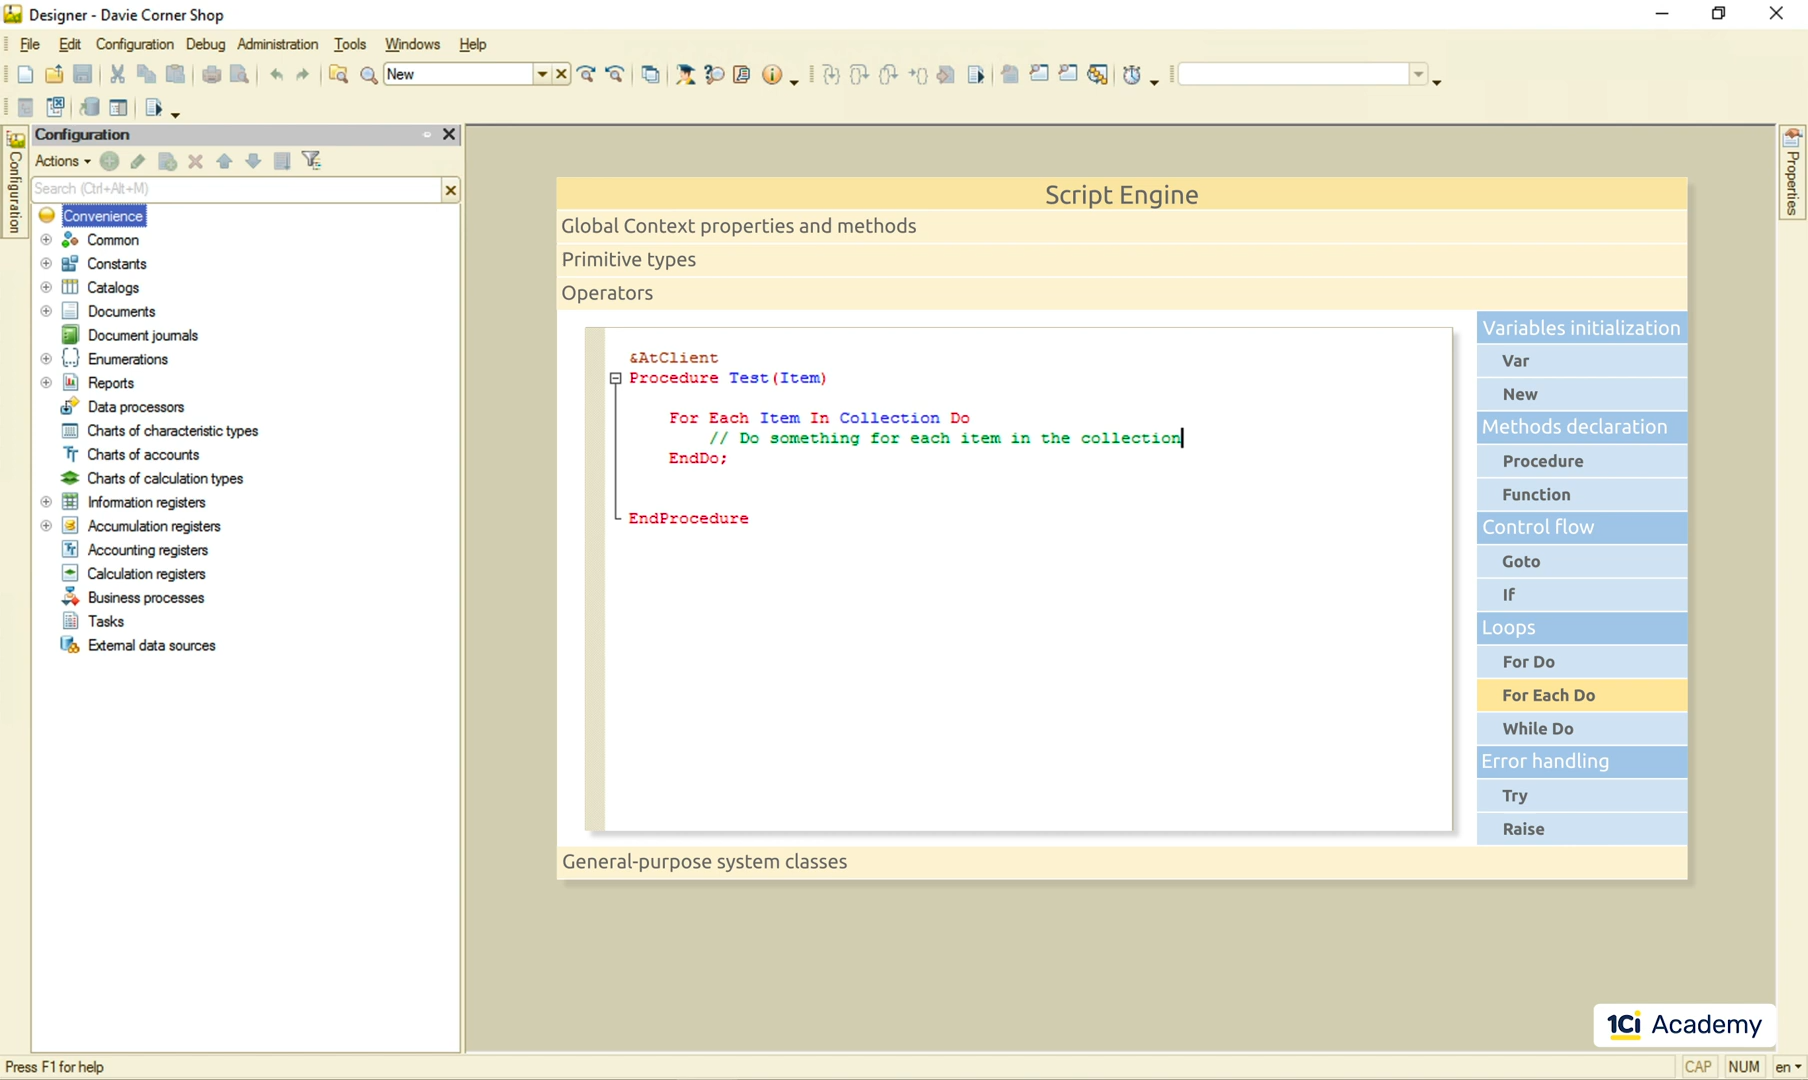 Designer - Davie Corner Shop
File Edit Configuration Debug Administration Tools Windows Help
New
Configuration
Configuration
Actions
Search (Ctrl+Alt+M)
Convenience
Common
Constants
Catalogs
Documents
Document journals
Enumerations
Reports
Data processors
Charts of characteristic types
Charts of accounts
Charts of calculation types
Information registers
Accumulation registers
Accounting registers
Calculation registers
Business processes
Tasks
External data sources
Script Engine
Global Context properties and methods
Primitive types
Operators
&AtClient
Procedure Test(Item)
For Each Item In Collection Do
// Do something for each item in the collection
EndDo;
EndProcedure
Variables initialization
Var
New
Methods declaration
Procedure
Function
Control flow
Goto
If
Loops
For Do
For Each Do
While Do
Error handling
Try
Raise
General-purpose system classes
Properties
1Ci Academy
Press F1 for help
CAP NUM en